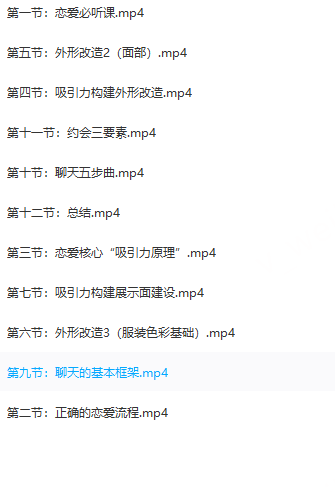 第一节：恋爱必听课.mp4
第五节：外形改造2（面部）.mp4
第四节：吸引力构建外形改造.mp4
第十一节：约会三要素.mp4
第十节：聊天五步曲.mp4
第十二节：总结.mp4
第三节：恋爱核心“吸引力原理”.mp4
第七节：吸引力构建展示面建设.mp4
第六节：外形改造3（服装色彩基础）.mp4
第九节：聊天的基本框架.mp4
第二节：正确的恋爱流程.mp4